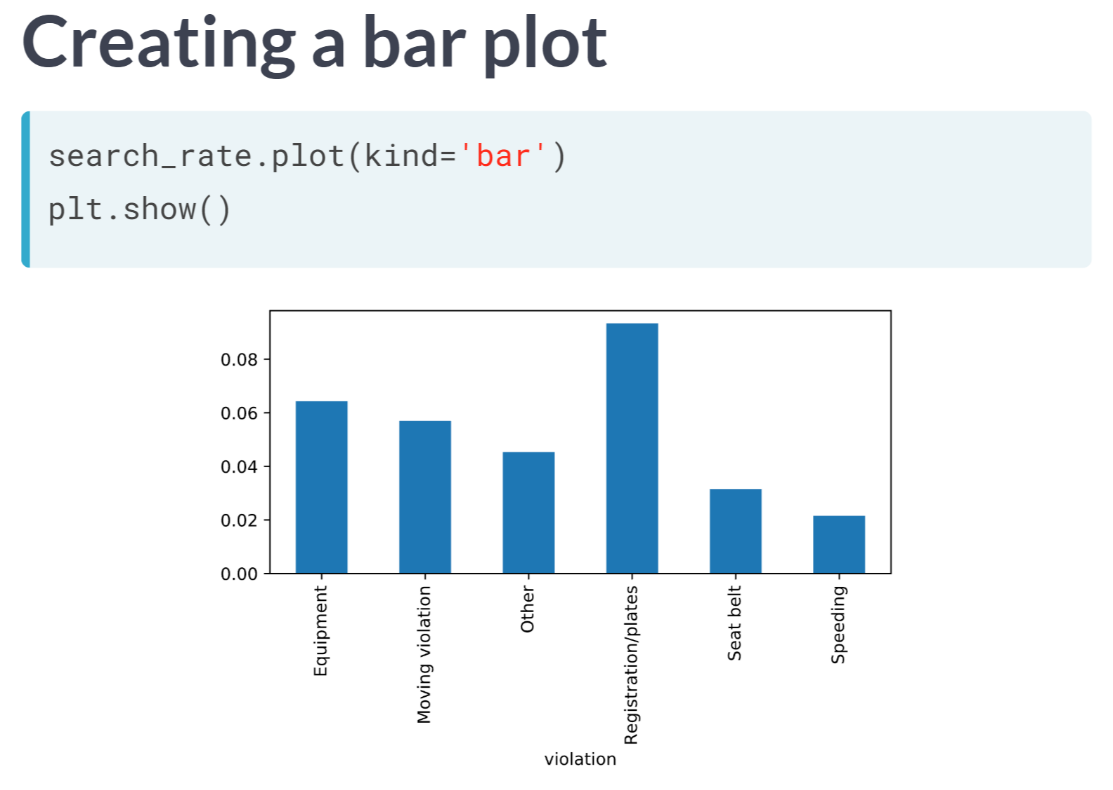 Creating a bar plot
search_rate.plot(kind='bar')
plt.show()
0.08
0.06
0.04
0.02
0.00
Equipment
Moving violation
Other
Registration/plates
Seat belt
Speeding
violation